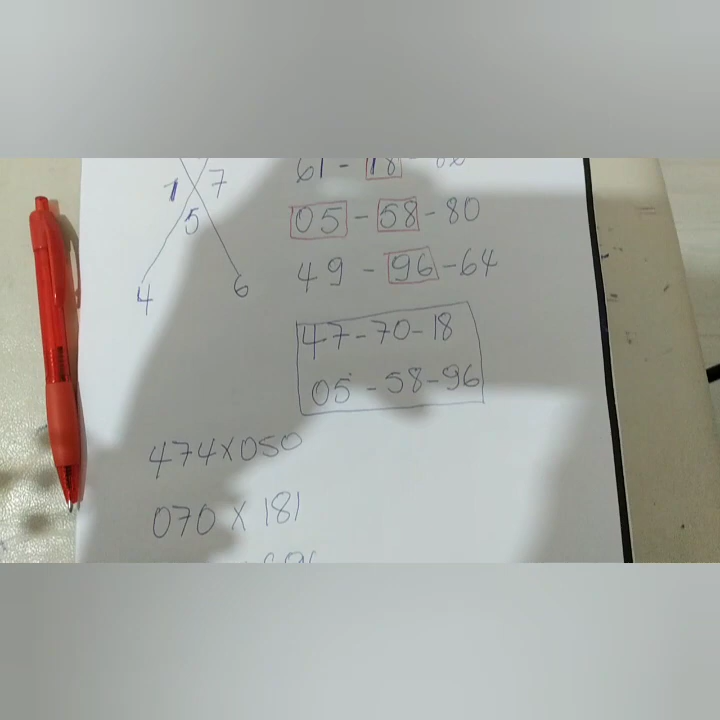 1 7
5
4 6
61 - 18
05 - 58 - 80
49 - 96 - 64
47 - 70 - 18
05 - 58 - 96
474 X 050
070 X 181